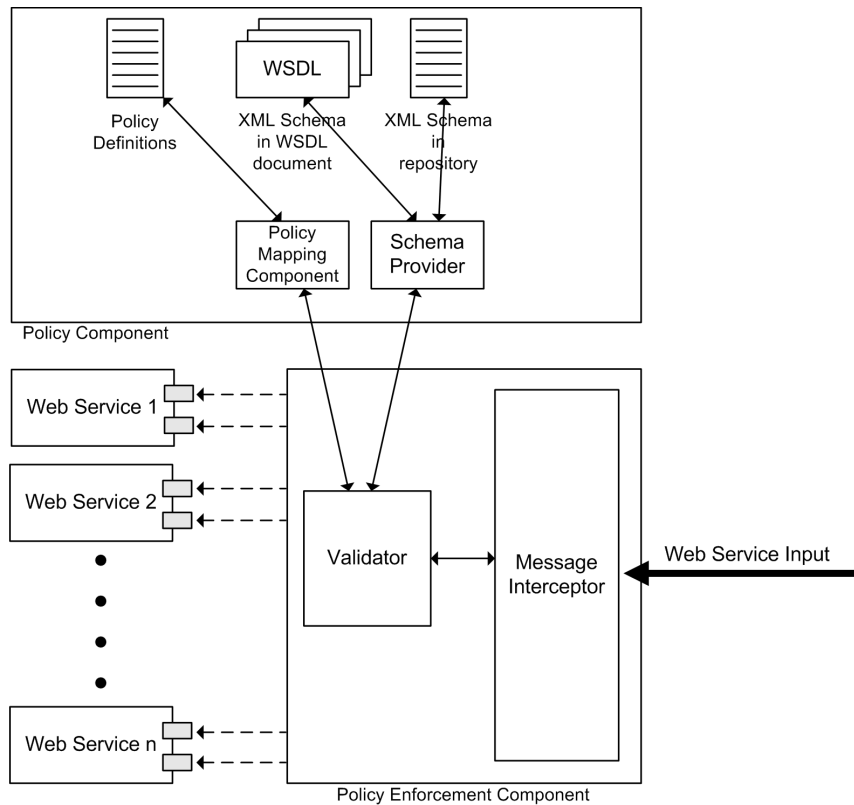 WSDL
Policy
Definitions
XML Schema
in WSDL
document
XML Schema
in
repository
Policy
Mapping
Component
Schema
Provider
Policy Component
Web Service 1
Web Service 2
Validator
Message
Interceptor
Web Service Input
Web Service n
Policy Enforcement Component